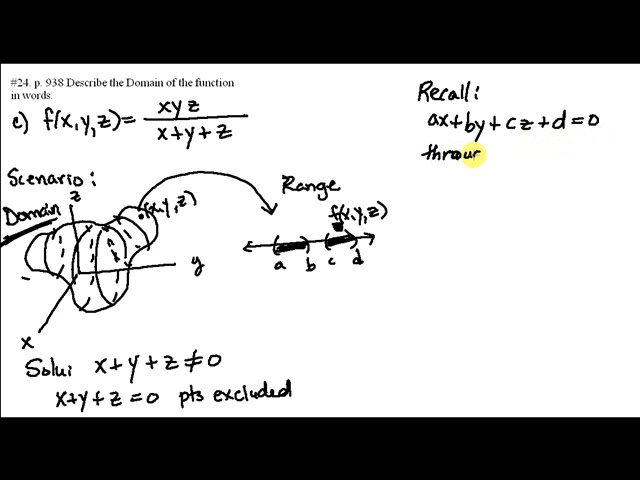 #24. p. 938 Describe the Domain of the function
in words.
e) f(x,y,z) = xyz / x+y+z
Scenario:
Domain
z
(x,y,z)
y
x
Range
f(x,y,z)
a b c d
Solu: x+y+z ≠ 0
x+y+z = 0 pts excluded
Recall:
ax+by+cz+d=0